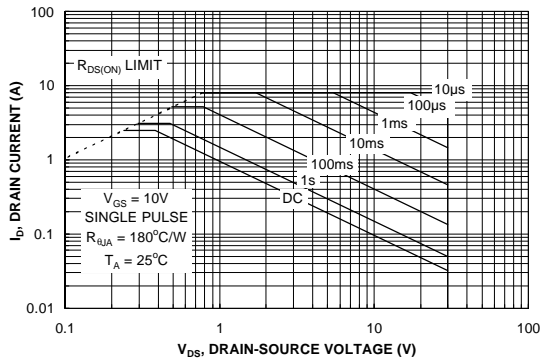 100
10
1
0.1
0.01
I_D, DRAIN CURRENT (A)
R_DS(ON) LIMIT
10µs
100µs
1ms
10ms
100ms
1s
DC
V_GS = 10V
SINGLE PULSE
R_θJA = 180°C/W
T_A = 25°C
0.1
1
10
100
V_DS, DRAIN-SOURCE VOLTAGE (V)